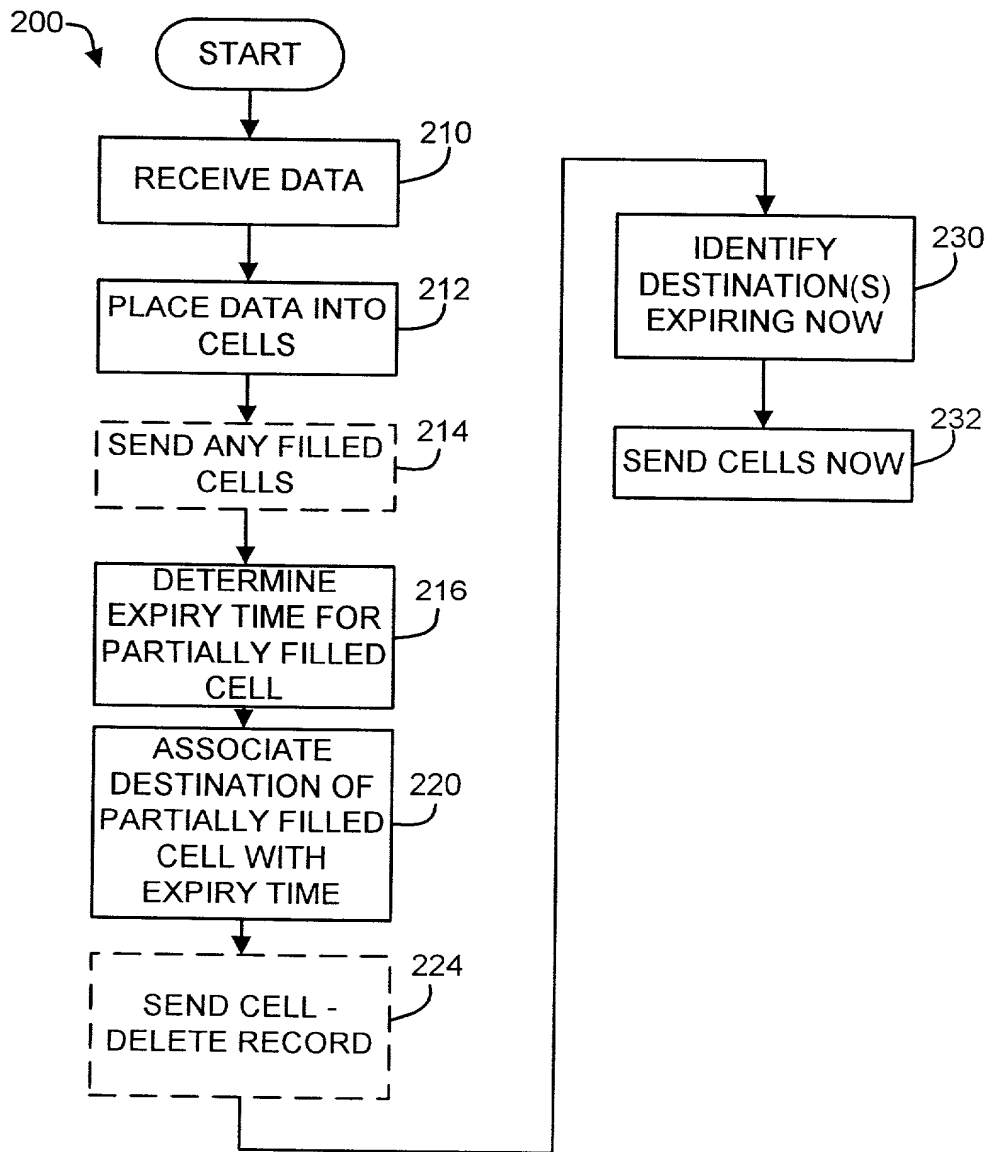 200
START
210
RECEIVE DATA
212
PLACE DATA INTO
CELLS
214
SEND ANY FILLED
CELLS
216
DETERMINE
EXPIRY TIME FOR
PARTIALLY FILLED
CELL
220
ASSOCIATE
DESTINATION OF
PARTIALLY FILLED
CELL WITH
EXPIRY TIME
224
SEND CELL -
DELETE RECORD
230
IDENTIFY
DESTINATION(S)
EXPIRING NOW
232
SEND CELLS NOW